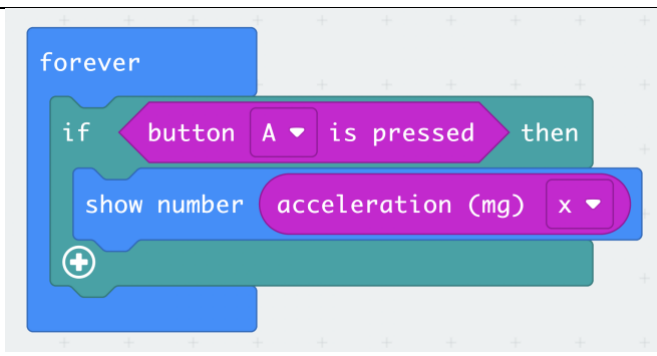 forever
if button A is pressed then
show number acceleration (mg) x